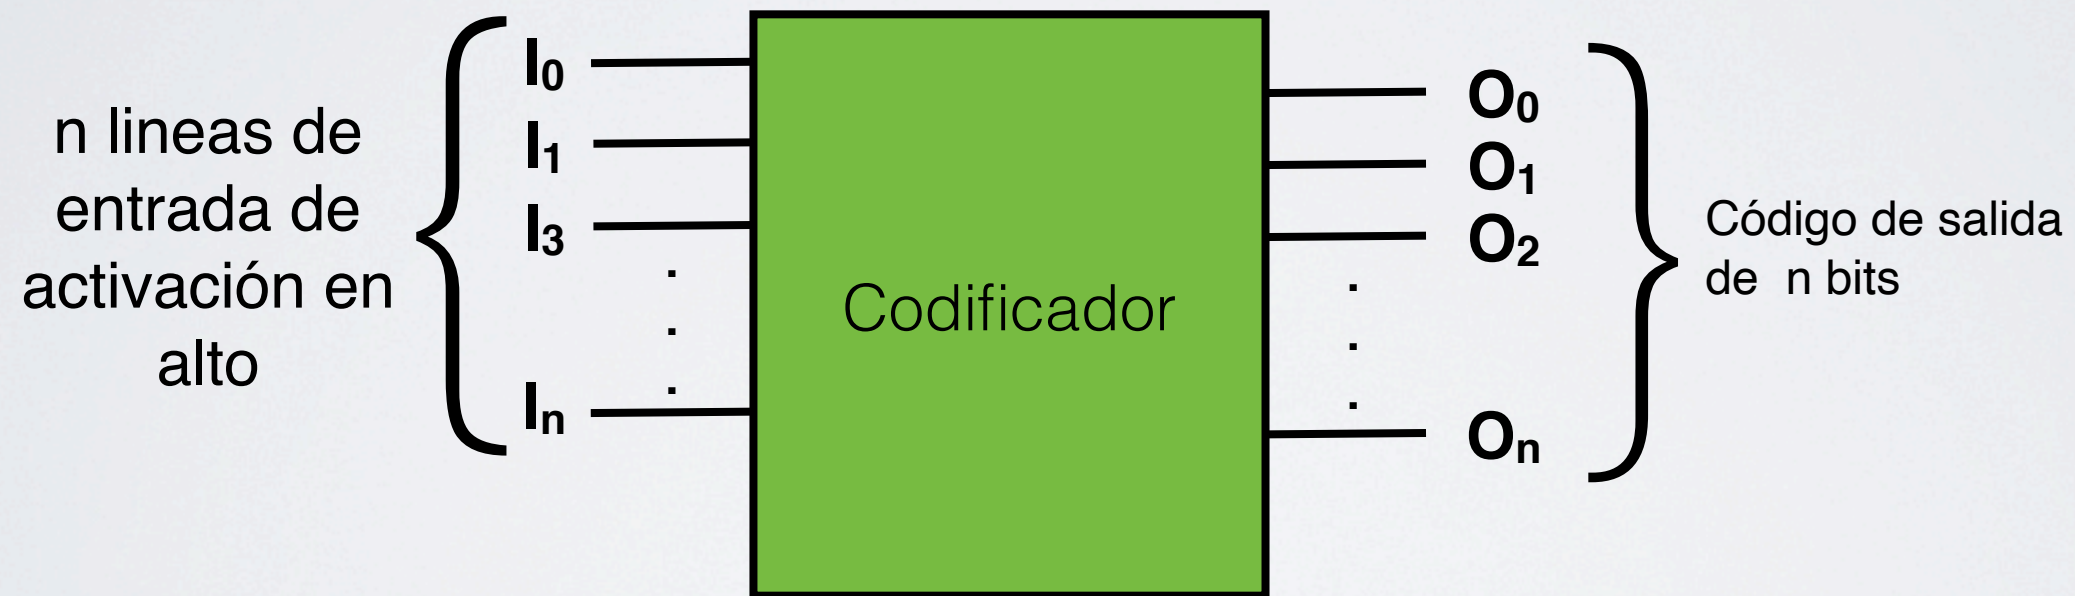 n lineas de
entrada de
activación en
alto
I₀
I₁
I₃
.
.
.
Iₙ
Codificador
O₀
O₁
O₂
.
.
.
Oₙ
Código de salida
de n bits